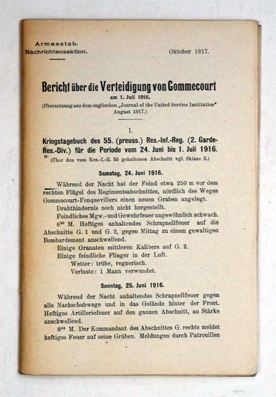 Armeestab.
Nachrichtensektion.
Oktober 1917.
Bericht über die Verteidigung von Gommecourt
am 1. Juli 1916.
(Übersetzung aus dem englischen „Journal of the United Service Institution"
August 1917.)
I.
Kriegstagebuch des 55. (preuss.) Res.-Inf.-Reg. (2. Garde-
Res.-Div.) für die Periode vom 24. Juni bis 1. Juli 1916.
(Über den vom Res.-I.-R. 55 gehaltenen Abschnitt vgl. Skizze 3.)
Samstag, 24. Juni 1916.
Während der Nacht hat der Feind etwa 250 m vor dem
rechten Flügel des Regimentsabschnittes, nördlich des Weges
Gommecourt-Fonquevillers einen neuen Graben angelegt.
Drahthindernis noch nicht hergestellt.
Feindliches Mgw.- und Gewehrfeuer ungewöhnlich schwach.
M. Heftiges anhaltendes Schrapnellfeuer auf die
Abschnitte G. 1 und G. 2, gegen Mittag zu einem gewaltigen
Bombardement anschwellend.
Einige Granaten mittleren Kalibers auf G. 2.
Einige feindliche Flieger in der Luft.
Wetter: trübe, regnerisch.
Verluste: 1 Mann verwundet.
Sonntag, 25. Juni 1916.
Während der Nacht anhaltendes Schrapnellfeuer gegen
alle Nachschubwege und in das Gelände hinter der Front.
Heftiges Artilleriefeuer auf den ganzen Abschnitt, an Stärke
anschwellend.
M. Der Kommandant des Abschnittes G. rechts meldet
heftiges Feuer auf seine Gräben. Meldungen durch Patrouillen